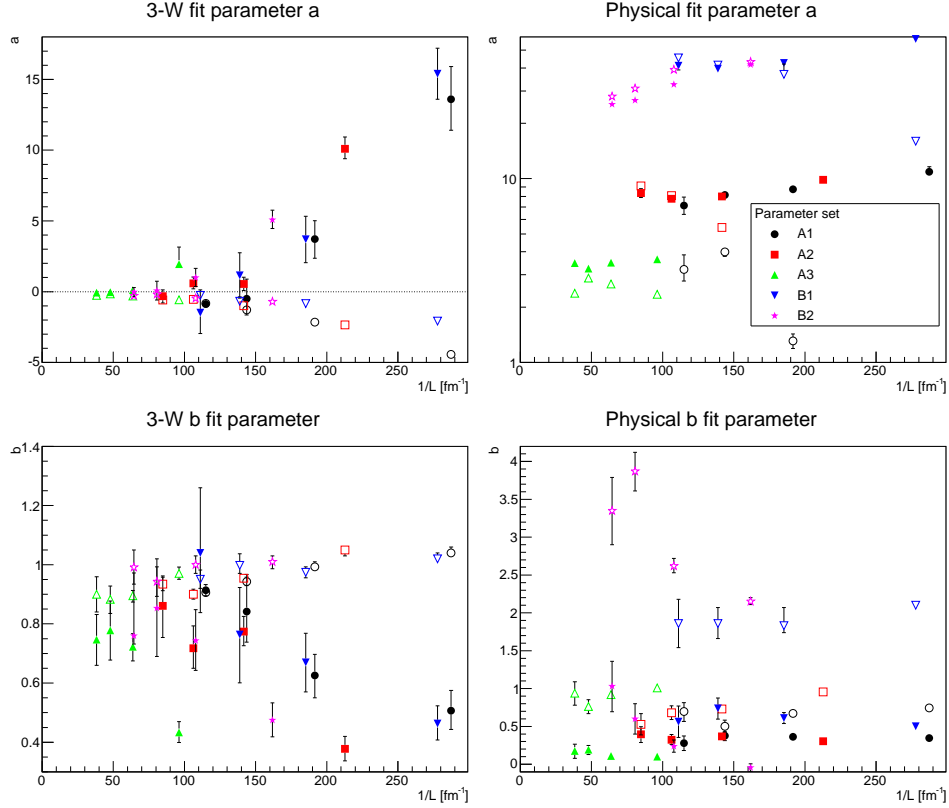 3-W fit parameter a
a
15
10
5
0
-5
0 50 100 150 200 250
1/L [fm⁻¹]
Physical fit parameter a
a
10
1
0 50 100 150 200 250
1/L [fm⁻¹]
Parameter set
A1
A2
A3
B1
B2
3-W b fit parameter
b
1.4
1.2
1
0.8
0.6
0.4
0 50 100 150 200 250
1/L [fm⁻¹]
Physical b fit parameter
b
4
3.5
3
2.5
2
1.5
1
0.5
0
0 50 100 150 200 250
1/L [fm⁻¹]